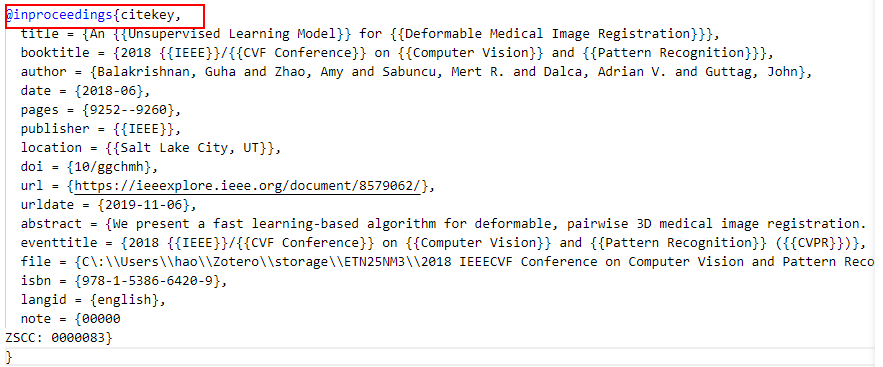 @inproceedings{citekey,
title = {An {{Unsupervised Learning Model}} for {{Deformable Medical Image Registration}}},
booktitle = {2018 {{IEEE}}/{{CVF Conference}} on {{Computer Vision}} and {{Pattern Recognition}}},
author = {Balakrishnan, Guha and Zhao, Amy and Sabuncu, Mert R. and Dalca, Adrian V. and Guttag, John},
date = {2018-06},
pages = {9252--9260},
publisher = {{IEEE}},
location = {{Salt Lake City, UT}},
doi = {10/ggchmh},
url = {https://ieeexplore.ieee.org/document/8579062/},
urldate = {2019-11-06},
abstract = {We present a fast learning-based algorithm for deformable, pairwise 3D medical image registration.
eventtitle = {2018 {{IEEE}}/{{CVF Conference}} on {{Computer Vision}} and {{Pattern Recognition}} ({{CVPR}})},
file = {C\:\\Users\\hao\\Zotero\\storage\\ETN25NM3\\2018 IEEECVF Conference on Computer Vision and Pattern Reco
isbn = {978-1-5386-6420-9},
langid = {english},
note = {00000
ZSCC: 0000083}
}